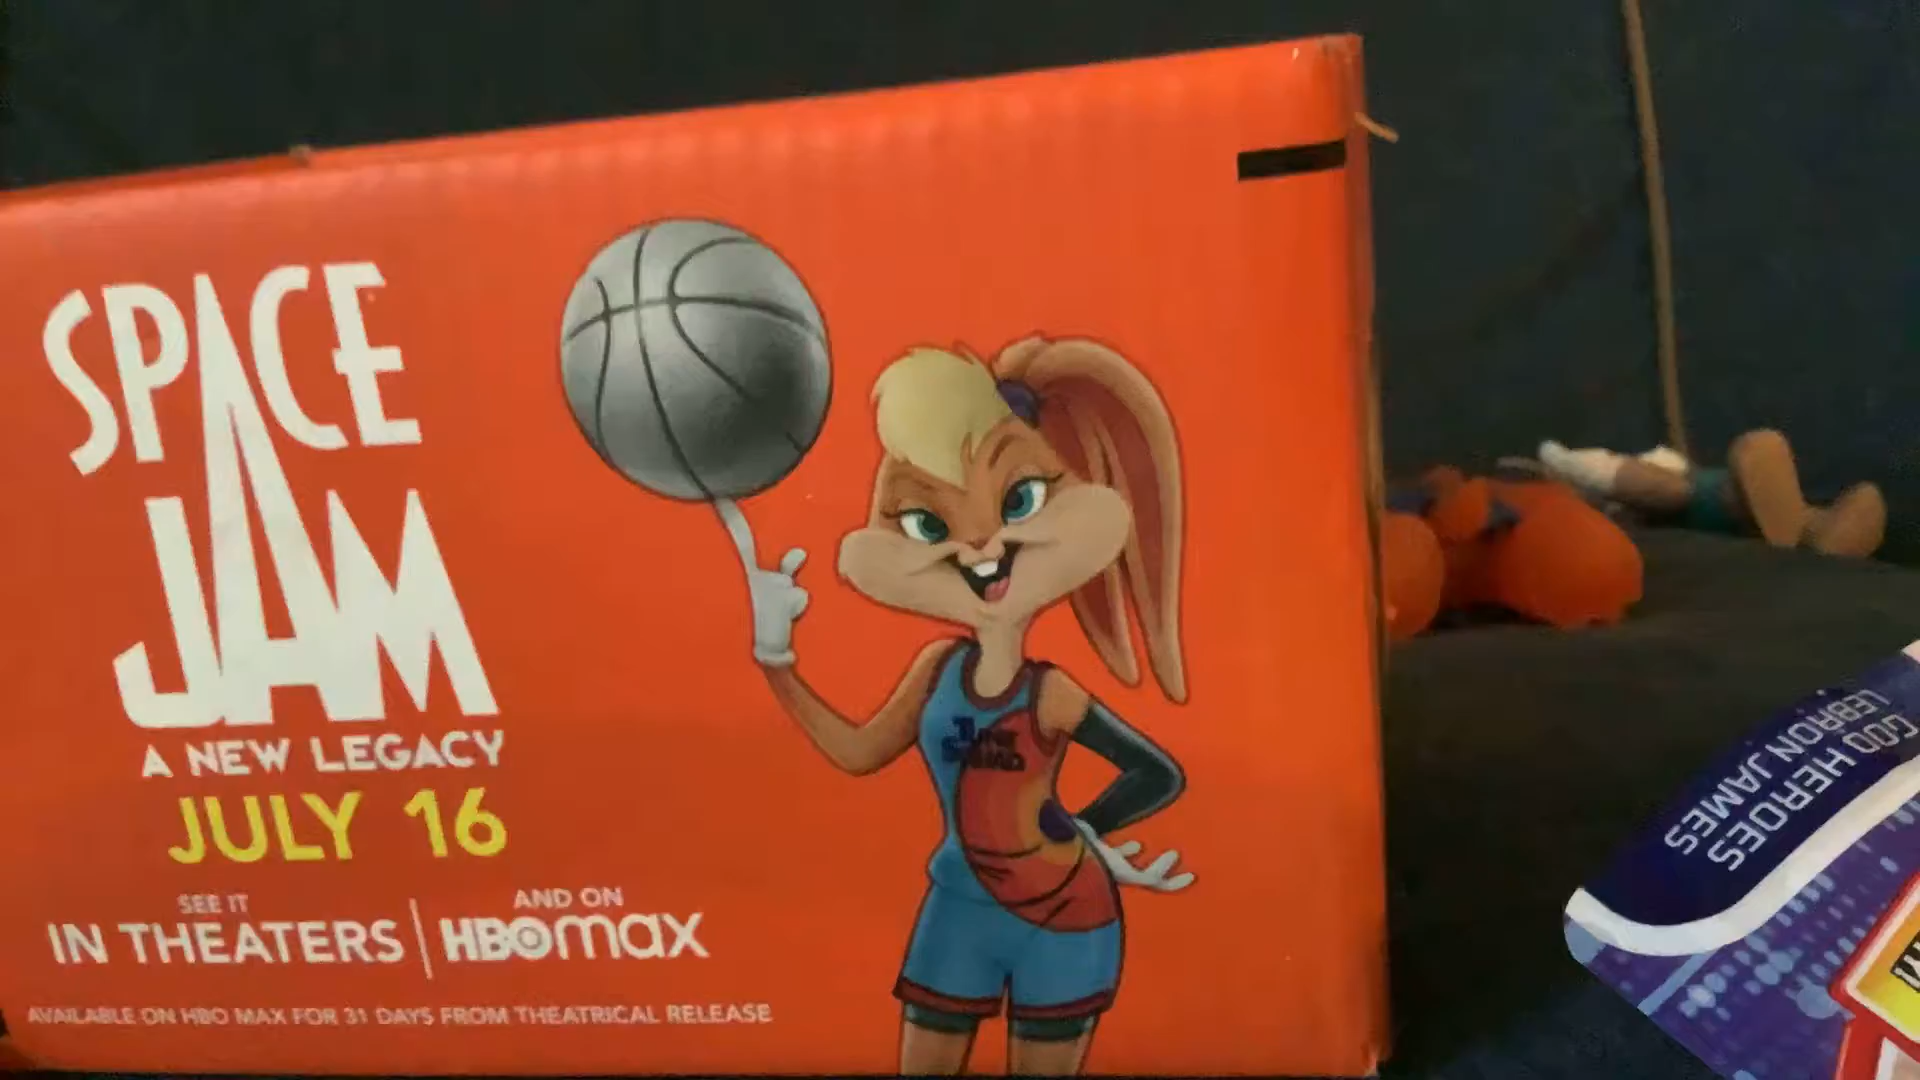 SPACE
JAM
A NEW LEGACY
JULY 16
SEE IT
IN THEATERS
AND ON
HBOmax
AVAILABLE ON HBO MAX FOR 31 DAYS FROM THEATRICAL RELEASE
TUNE
SQUAD
GOO HEROES
LEBRON JAMES